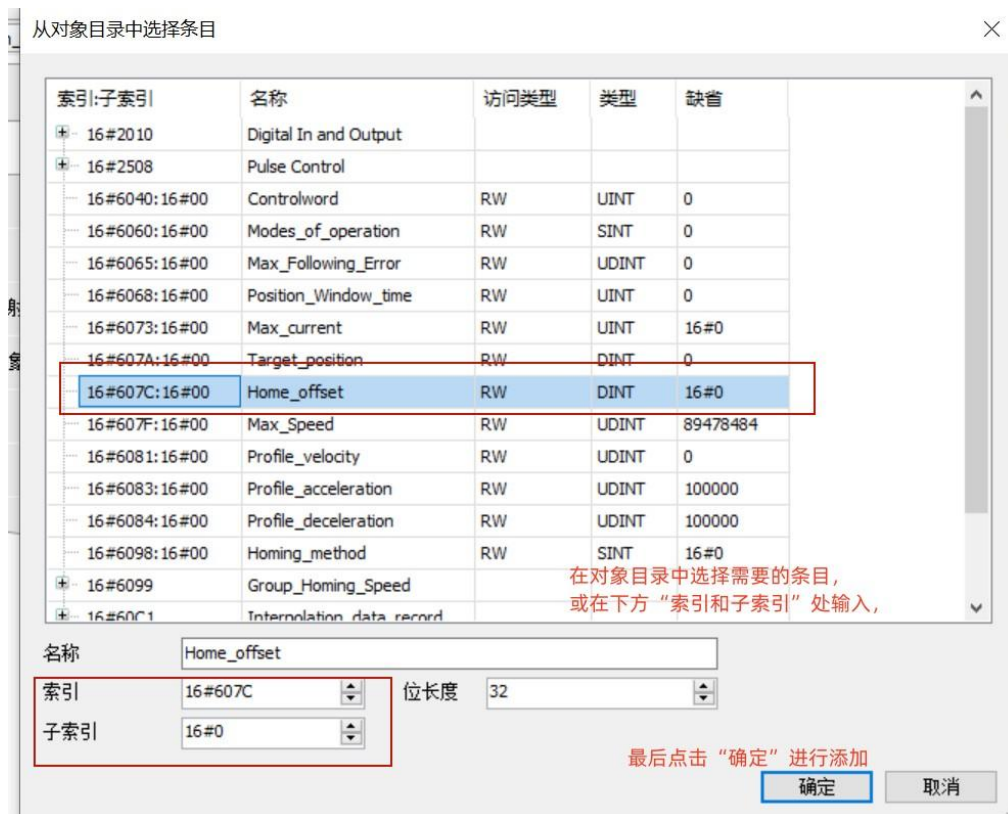 从对象目录中选择条目
索引:子索引 名称 访问类型 类型 缺省
16#2010 Digital In and Output
16#2508 Pulse Control
16#6040:16#00 Controlword RW UINT 0
16#6060:16#00 Modes_of_operation RW SINT 0
16#6065:16#00 Max_Following_Error RW UDINT 0
16#6068:16#00 Position_Window_time RW UINT 0
16#6073:16#00 Max_current RW UINT 16#0
16#607A:16#00 Target_position RW DINT 0
16#607C:16#00 Home_offset RW DINT 16#0
16#607F:16#00 Max_Speed RW UDINT 89478484
16#6081:16#00 Profile_velocity RW UDINT 0
16#6083:16#00 Profile_acceleration RW UDINT 100000
16#6084:16#00 Profile_deceleration RW UDINT 100000
16#6098:16#00 Homing_method RW SINT 16#0
16#6099 Group_Homing_Speed
16#60C1 Interpolation_data_record
在对象目录中选择需要的条目,
或在下方“索引和子索引”处输入,
名称 Home_offset
索引 16#607C 位长度 32
子索引 16#0
最后点击“确定”进行添加
确定 取消